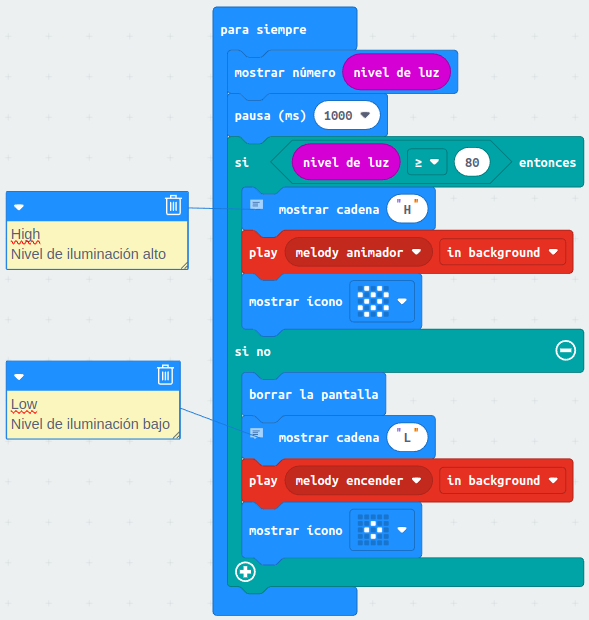 para siempre
mostrar número nivel de luz
pausa (ms) 1000
si nivel de luz ≥ 80 entonces
High
Nivel de iluminación alto
mostrar cadena "H"
play melody animador in background
mostrar ícono
si no
borrar la pantalla
Low
Nivel de iluminación bajo
mostrar cadena "L"
play melody encender in background
mostrar ícono